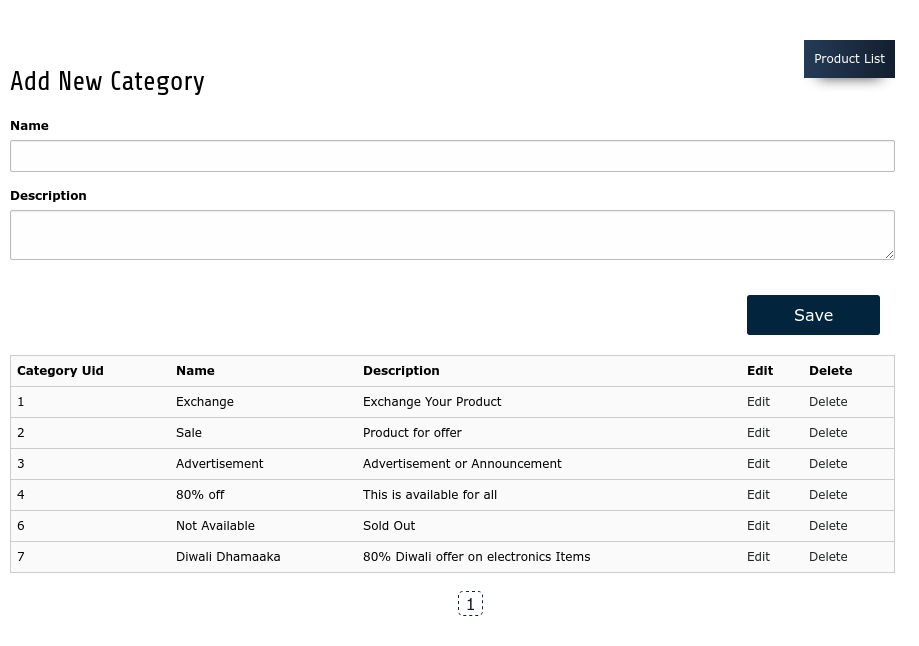 Product List
Add New Category
Name
Description
Save
Category Uid Name Description Edit Delete
1 Exchange Exchange Your Product Edit Delete
2 Sale Product for offer Edit Delete
3 Advertisement Advertisement or Announcement Edit Delete
4 80% off This is available for all Edit Delete
6 Not Available Sold Out Edit Delete
7 Diwali Dhamaaka 80% Diwali offer on electronics Items Edit Delete
1